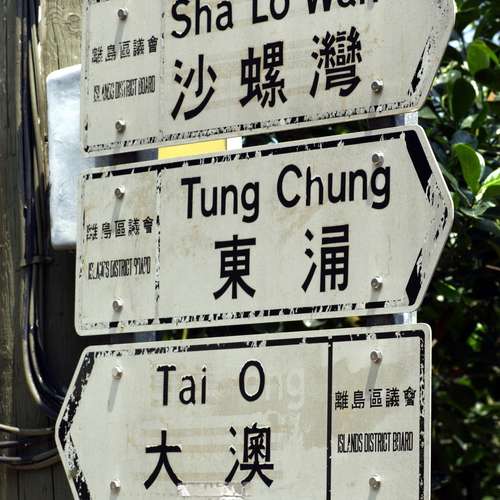 Sha Lo Wan
離島區議會
ISLANDS DISTRICT BOARD
沙螺灣
Tung Chung
離島區議會
ISLANDS DISTRICT BOARD
東涌
Tai O
大澳
離島區議會
ISLANDS DISTRICT BOARD